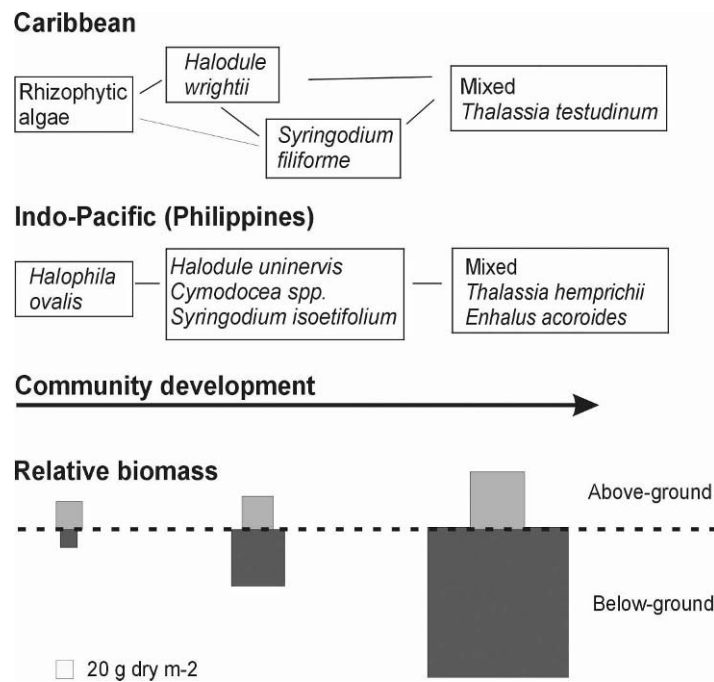 Caribbean
Rhizophytic
algae
Halodule
wrightii
Syringodium
filiforme
Mixed
Thalassia testudinum
Indo-Pacific (Philippines)
Halophila
ovalis
Halodule uninervis
Cymodocea spp.
Syringodium isoetifolium
Mixed
Thalassia hemprichii
Enhalus acoroides
Community development
Relative biomass
Above-ground
Below-ground
20 g dry m-2